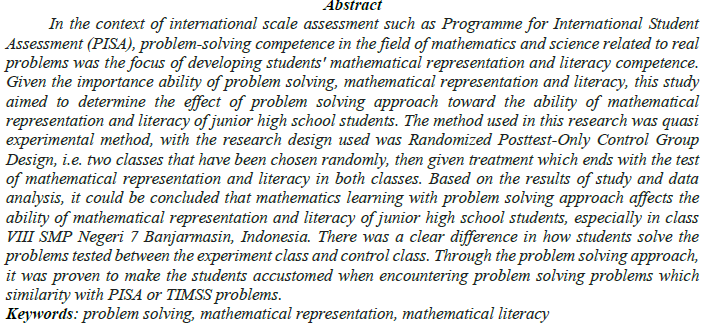 Abstract
In the context of international scale assessment such as Programme for International Student
Assessment (PISA), problem-solving competence in the field of mathematics and science related to real
problems was the focus of developing students' mathematical representation and literacy competence.
Given the importance ability of problem solving, mathematical representation and literacy, this study
aimed to determine the effect of problem solving approach toward the ability of mathematical
representation and literacy of junior high school students. The method used in this research was quasi
experimental method, with the research design used was Randomized Posttest-Only Control Group
Design, i.e. two classes that have been chosen randomly, then given treatment which ends with the test
of mathematical representation and literacy in both classes. Based on the results of study and data
analysis, it could be concluded that mathematics learning with problem solving approach affects the
ability of mathematical representation and literacy of junior high school students, especially in class
VIII SMP Negeri 7 Banjarmasin, Indonesia. There was a clear difference in how students solve the
problems tested between the experiment class and control class. Through the problem solving approach,
it was proven to make the students accustomed when encountering problem solving problems which
similarity with PISA or TIMSS problems.
Keywords: problem solving, mathematical representation, mathematical literacy